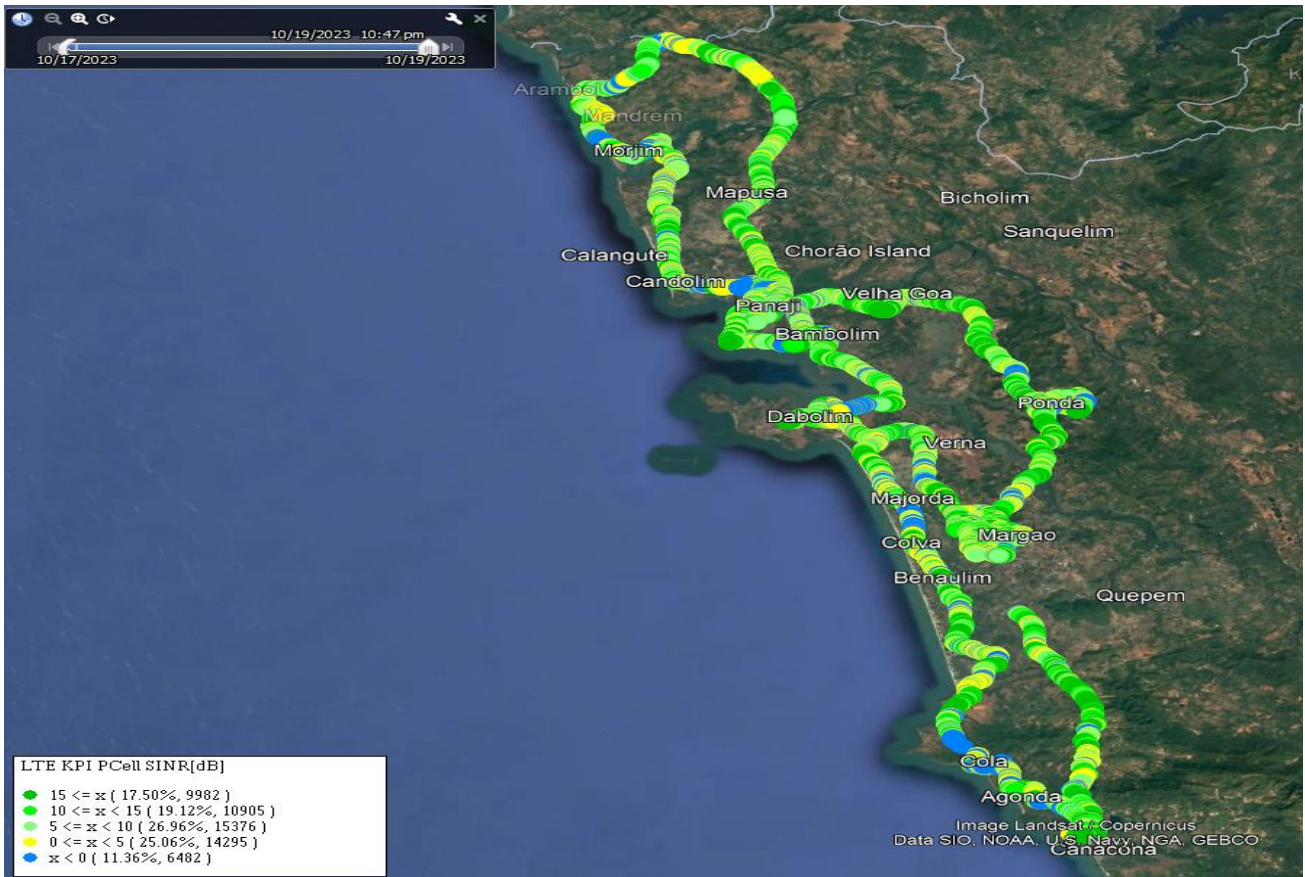 10/19/2023 10:47 pm
10/17/2023 10/19/2023
Arambol
Mandrem
Morjim
Mapusa
Bicholim
Sanquelim
Calangute
Chorão Island
Candolim
Velha Goa
Panaji
Bambolim
Ponda
Dabolim
Verna
Majorda
Margao
Colva
Benaulim
Quepem
Cola
Agonda
Image Landsat / Copernicus
Data SIO, NOAA, U.S. Navy, NGA, GEBCO
Canacona
K
LTE KPI PCell SINR[dB]
15 <= x ( 17.50%, 9982 )
10 <= x < 15 ( 19.12%, 10905 )
5 <= x < 10 ( 26.96%, 15376 )
0 <= x < 5 ( 25.06%, 14295 )
x < 0 ( 11.36%, 6482 )